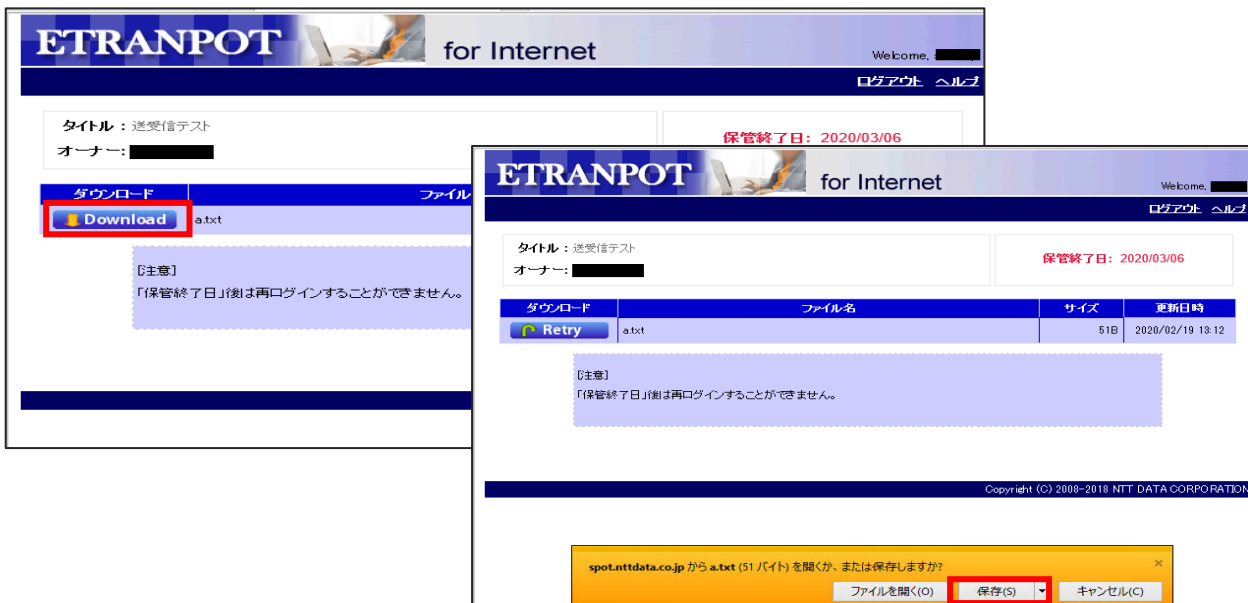 ETRANPOT for Internet
Welcome,
ログアウト ヘルプ
タイトル：送受信テスト
オーナー：
保管終了日： 2020/03/06
ダウンロード ファイル
Download a.txt
[注意]
「保管終了日」後は再ログインすることができません。
ETRANPOT for Internet
Welcome,
ログアウト ヘルプ
タイトル：送受信テスト
オーナー：
保管終了日： 2020/03/06
ダウンロード ファイル名 サイズ 更新日時
Retry a.txt 51B 2020/02/19 13:12
[注意]
「保管終了日」後は再ログインすることができません。
Copyright (C) 2008-2018 NTT DATA CORPORATION
spot.nttdata.co.jp から a.txt (51 バイト) を開くか、または保存しますか?
ファイルを開く(O) 保存(S) キャンセル(C)